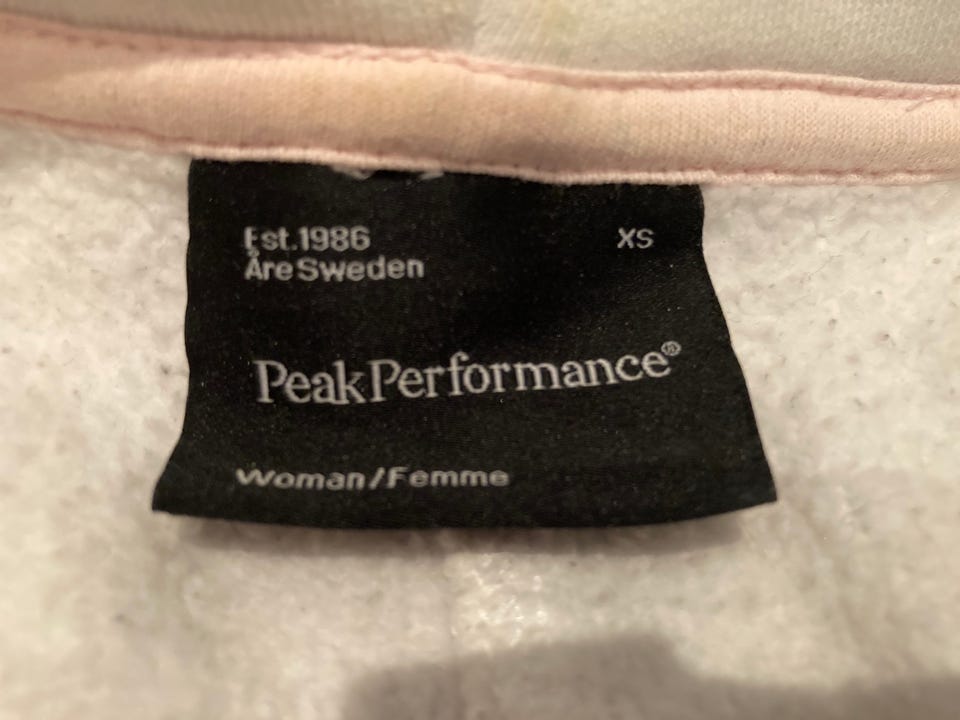 Est.1986
XS
Åre Sweden
PeakPerformance®
Woman/Femme